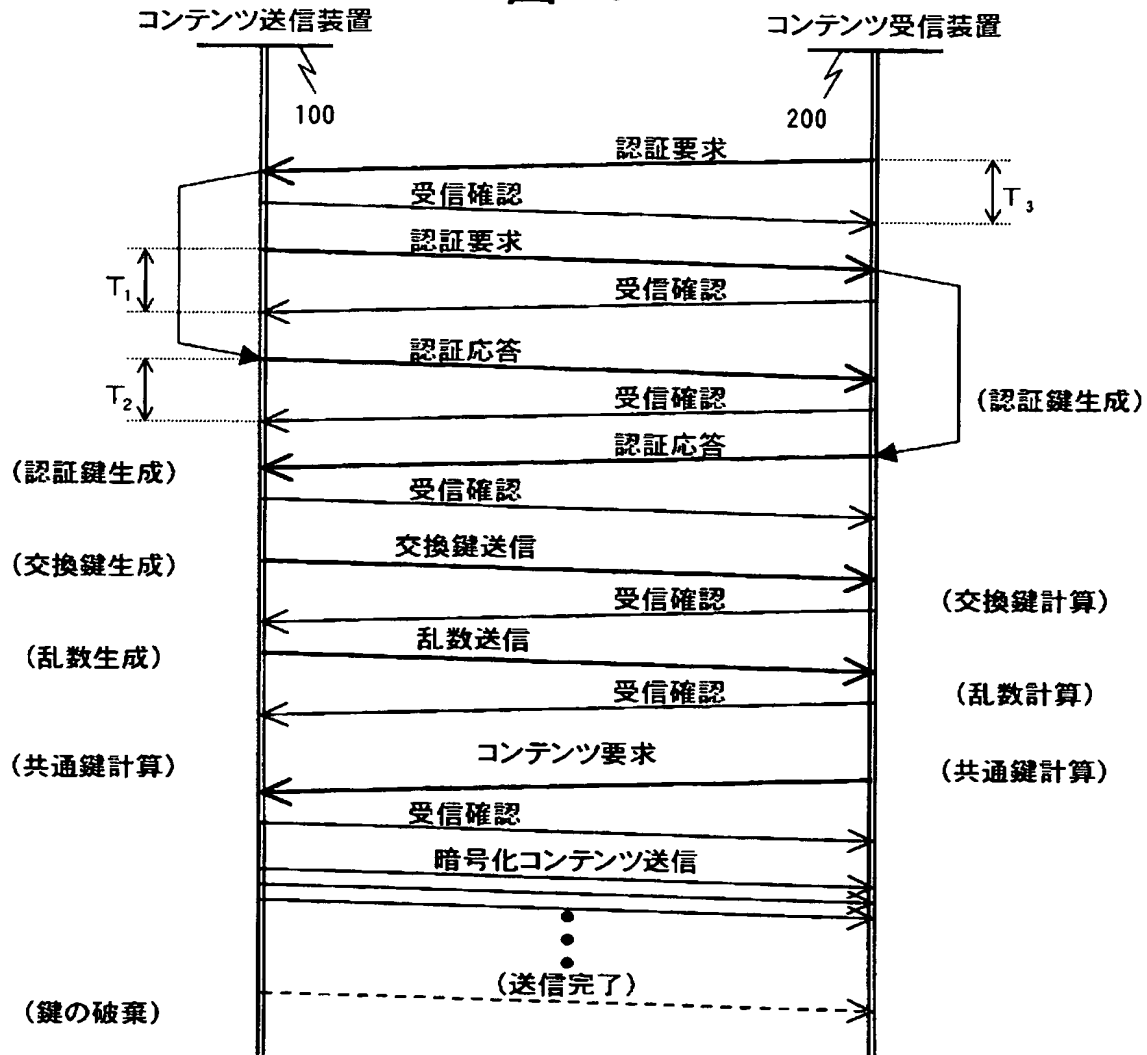 コンテンツ送信装置
コンテンツ受信装置
100
200
認証要求
受信確認
T3
認証要求
T1
受信確認
認証応答
T2
受信確認
(認証鍵生成)
認証応答
(認証鍵生成)
受信確認
交換鍵送信
(交換鍵生成)
受信確認
(交換鍵計算)
乱数送信
(乱数生成)
受信確認
(乱数計算)
コンテンツ要求
(共通鍵計算)
(共通鍵計算)
受信確認
暗号化コンテンツ送信
(送信完了)
(鍵の破棄)